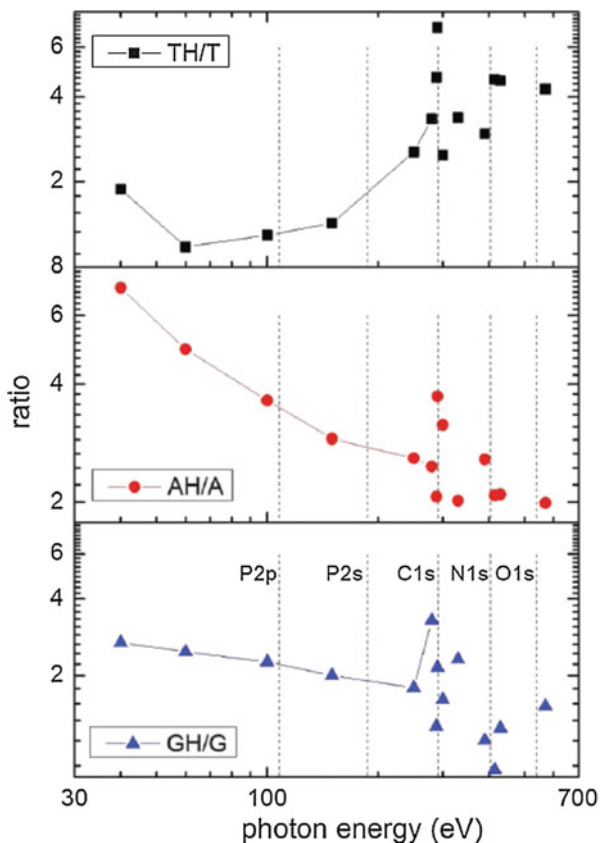 6
TH/T
4
2
8
6
4
ratio
2
AH/A
6
P2p P2s C1s N1s O1s
4
2
GH/G
30 100 700
photon energy (eV)